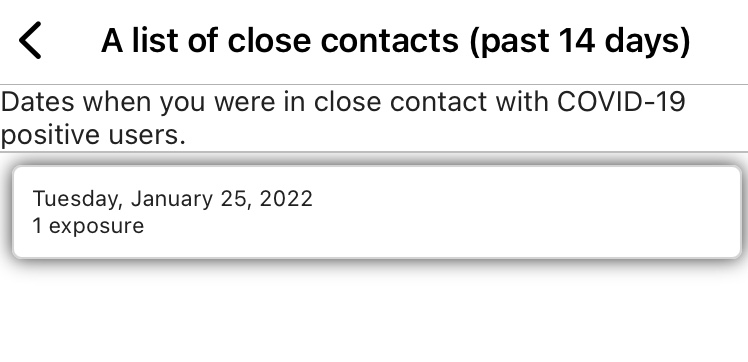 A list of close contacts (past 14 days)
Dates when you were in close contact with COVID-19
positive users.
Tuesday, January 25, 2022
1 exposure